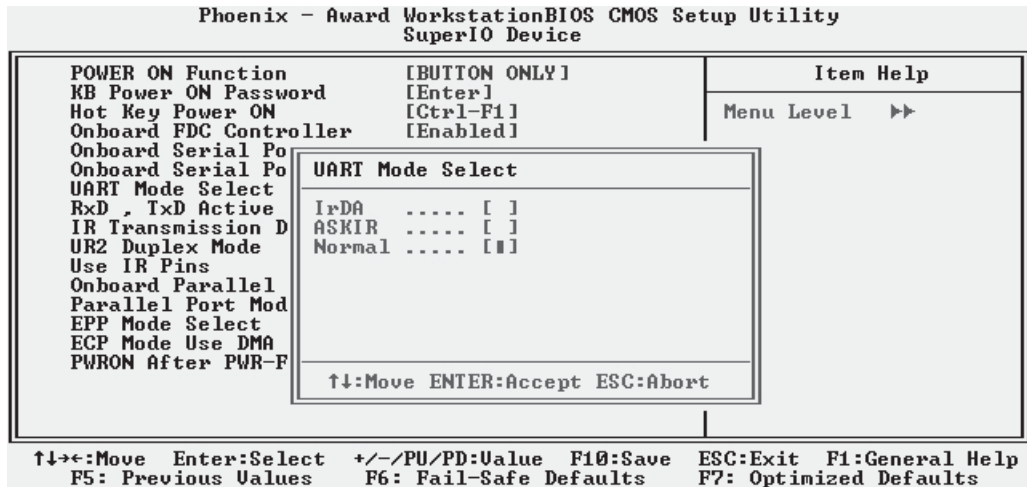 Phoenix - Award WorkstationBIOS CMOS Setup Utility
SuperIO Device
POWER ON Function [BUTTON ONLY]
KB Power ON Password [Enter]
Hot Key Power ON [Ctrl-F1]
Onboard FDC Controller [Enabled]
Onboard Serial Po
Onboard Serial Po
UART Mode Select
RxD , TxD Active
IR Transmission D
UR2 Duplex Mode
Use IR Pins
Onboard Parallel
Parallel Port Mod
EPP Mode Select
ECP Mode Use DMA
PWRON After PWR-F
Item Help
Menu Level ▶▶
UART Mode Select
IrDA ..... [ ]
ASKIR ..... [ ]
Normal ..... [▮]
↑↓:Move ENTER:Accept ESC:Abort
↑↓→←:Move Enter:Select +/-/PU/PD:Value F10:Save ESC:Exit F1:General Help
F5: Previous Values F6: Fail-Safe Defaults F7: Optimized Defaults